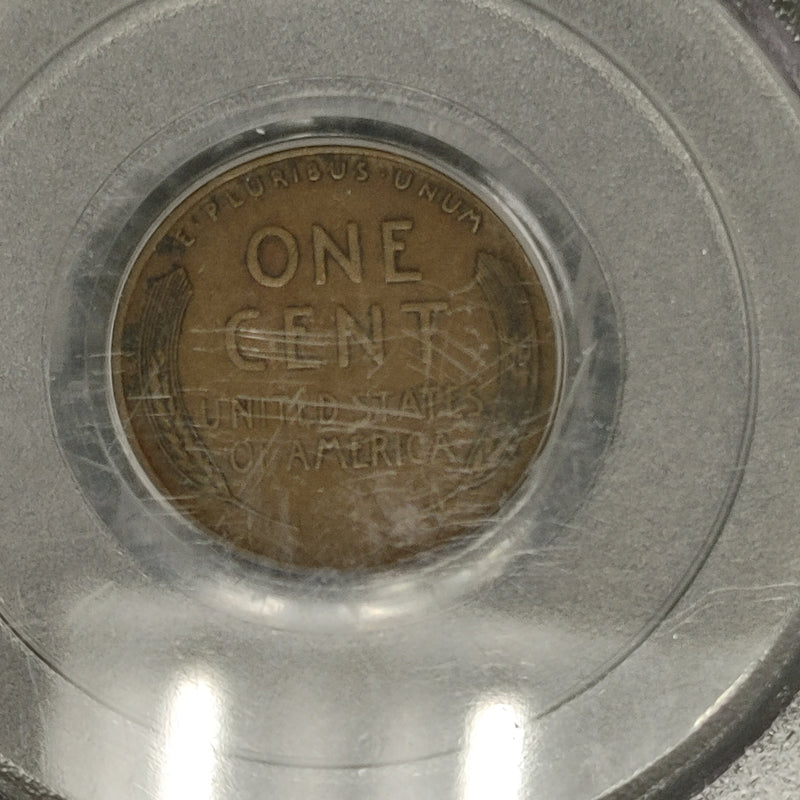 E·PLURIBUS·UNUM
ONE
CENT
UNITED STATES
OF AMERICA